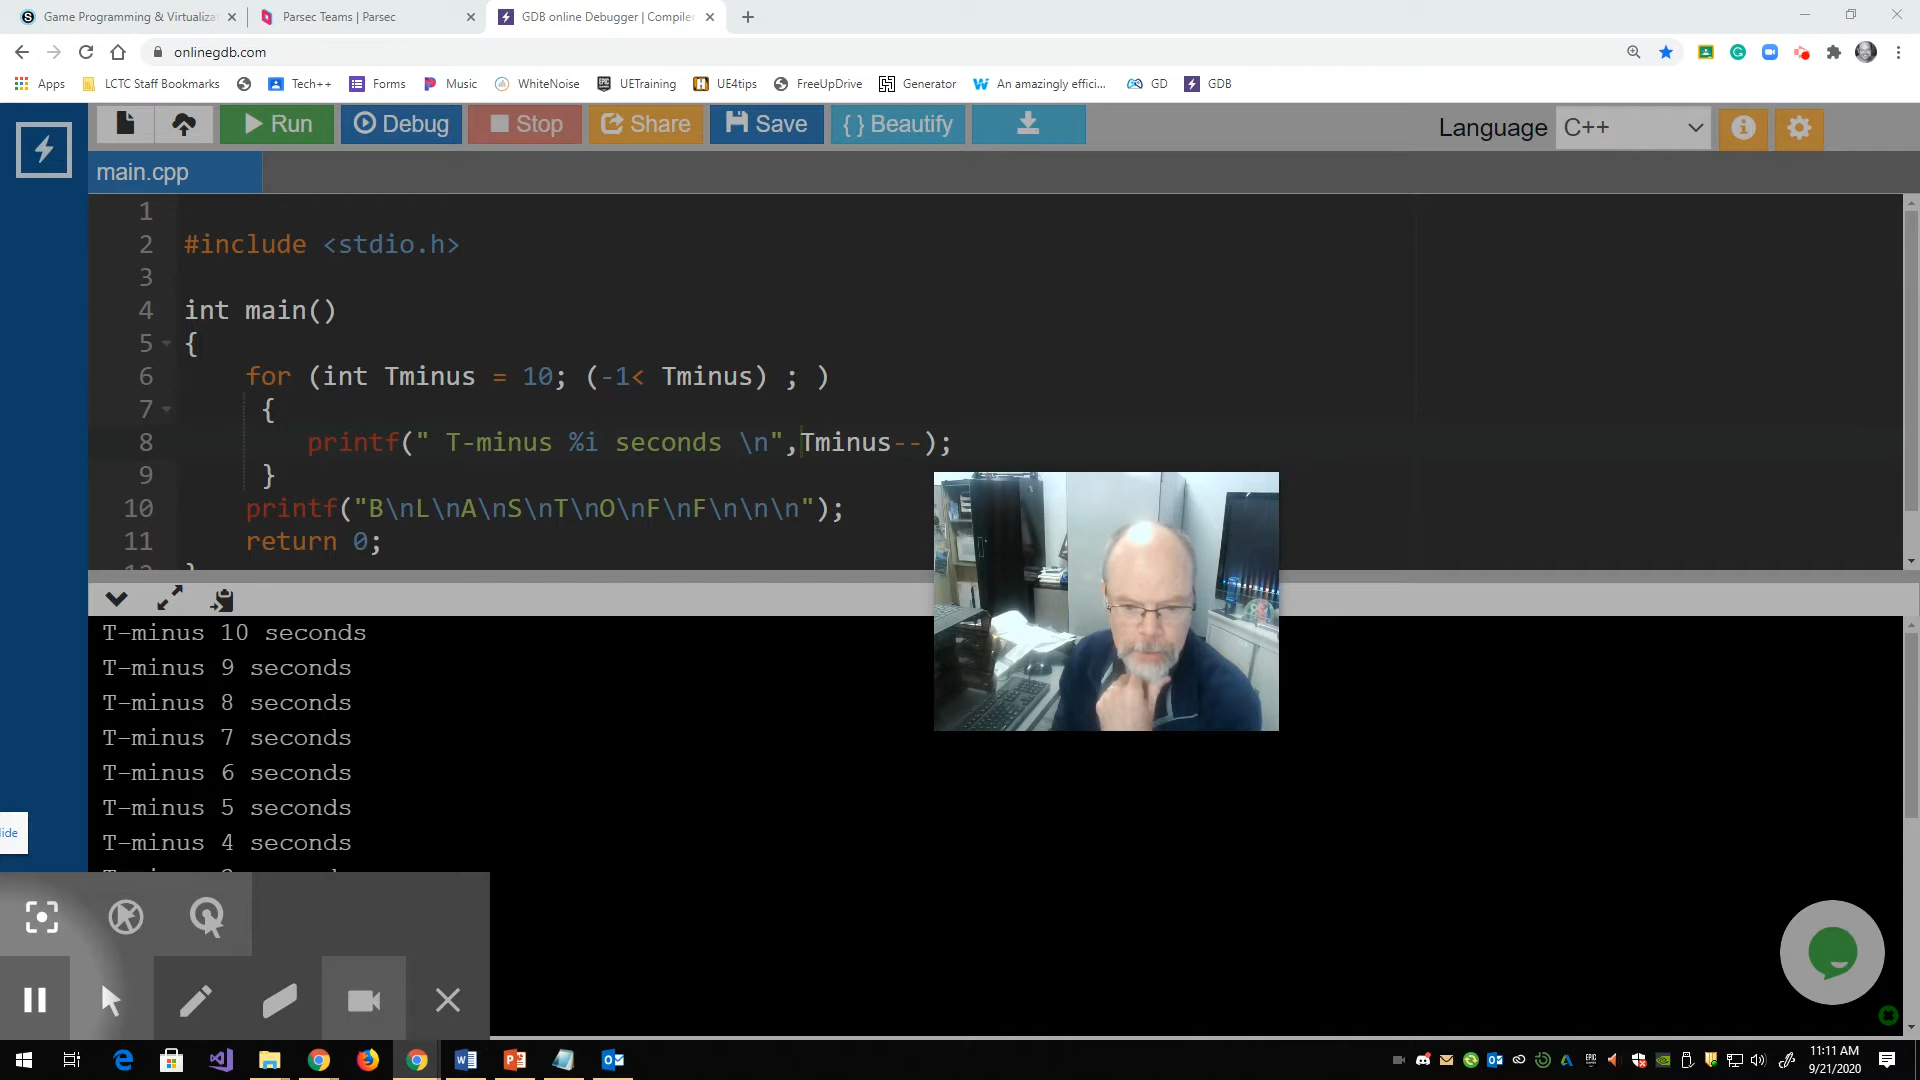 Game Programming & Virtualiza
Parsec Teams | Parsec
GDB online Debugger | Compiler
onlinegdb.com
Apps
LCTC Staff Bookmarks
Tech++
Forms
Music
WhiteNoise
UETraining
UE4tips
FreeUpDrive
Generator
An amazingly effici...
GD
GDB
Run
Debug
Stop
Share
Save
{ } Beautify
Language
C++
main.cpp
1
2 #include <stdio.h>
3
4 int main()
5 {
6 for (int Tminus = 10; (-1< Tminus) ; )
7 {
8 printf(" T-minus %i seconds \n",Tminus--);
9 }
10 printf("B\nL\nA\nS\nT\nO\nF\nF\n\n\n");
11 return 0;
T-minus 10 seconds
T-minus 9 seconds
T-minus 8 seconds
T-minus 7 seconds
T-minus 6 seconds
T-minus 5 seconds
T-minus 4 seconds
lide
11:11 AM
9/21/2020